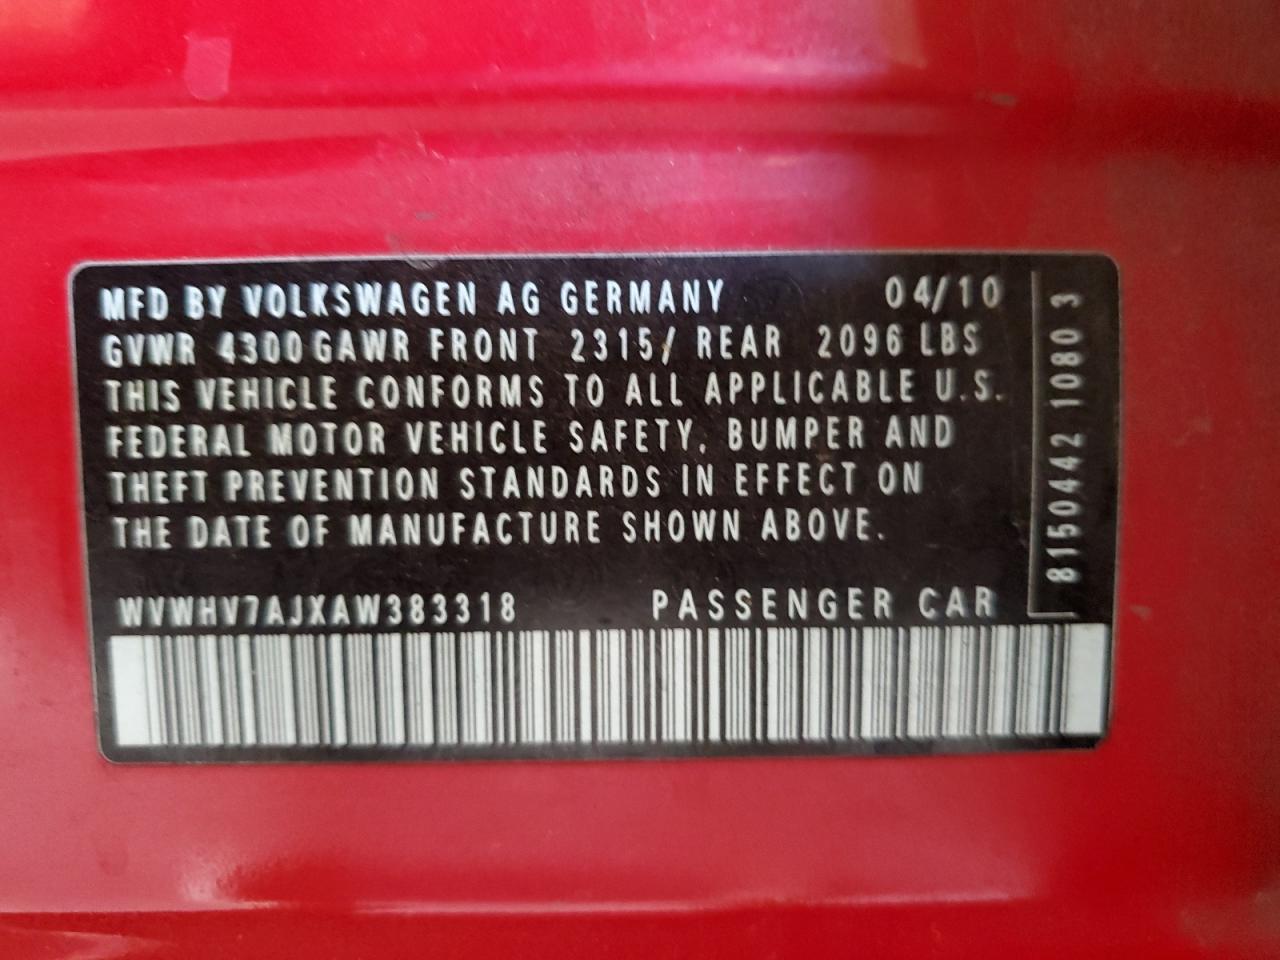 MFD BY VOLKSWAGEN AG GERMANY 04/10
GVWR 4300 GAWR FRONT 2315/ REAR 2096 LBS
THIS VEHICLE CONFORMS TO ALL APPLICABLE U.S.
FEDERAL MOTOR VEHICLE SAFETY, BUMPER AND
THEFT PREVENTION STANDARDS IN EFFECT ON
THE DATE OF MANUFACTURE SHOWN ABOVE.
WVWHV7AJXAW383318 PASSENGER CAR
8150442 1080 3